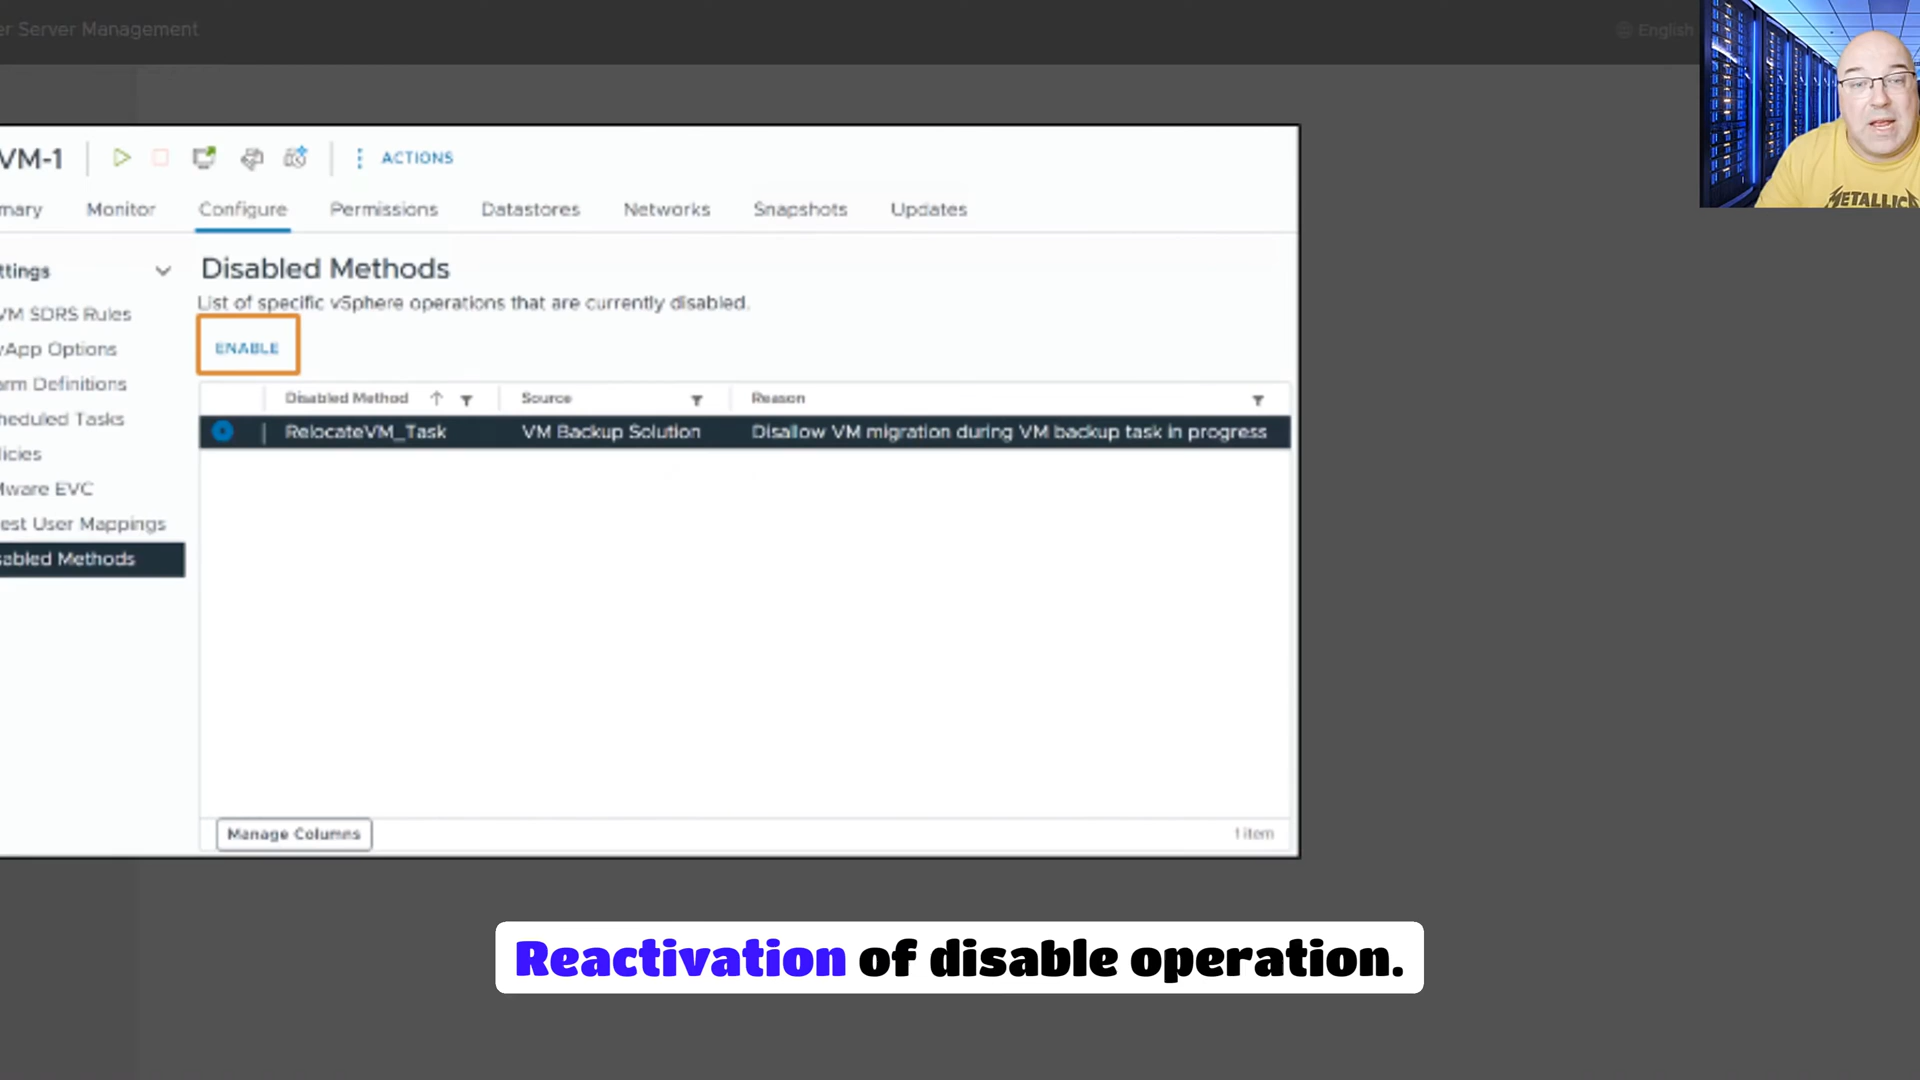 er Server Management
English
VM-1
ACTIONS
mary
Monitor
Configure
Permissions
Datastores
Networks
Snapshots
Updates
ttings
VM SDRS Rules
vApp Options
arm Definitions
heduled Tasks
licies
Mware EVC
est User Mappings
sabled Methods
Disabled Methods
List of specific vSphere operations that are currently disabled.
ENABLE
Disabled Method
Source
Reason
RelocateVM_Task
VM Backup Solution
Disallow VM migration during VM backup task in progress
Manage Columns
1 item
METALLICA
Reactivation of disable operation.